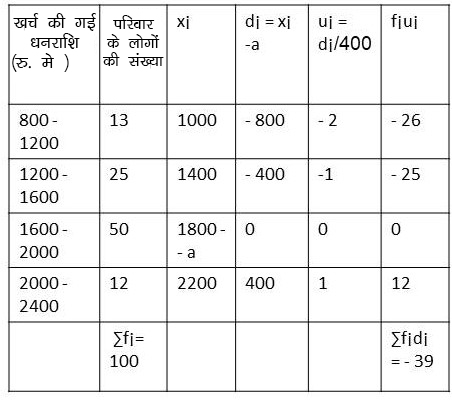 खर्च की गई धनराशि (रु. मे ) परिवार के लोगों की संख्या xᵢ dᵢ = xᵢ -a uᵢ = dᵢ/400 fᵢuᵢ
800 - 1200 13 1000 - 800 - 2 - 26
1200 - 1600 25 1400 - 400 -1 - 25
1600 - 2000 50 1800 - - a 0 0 0
2000 - 2400 12 2200 400 1 12
∑fᵢ= 100 ∑fᵢdᵢ = - 39